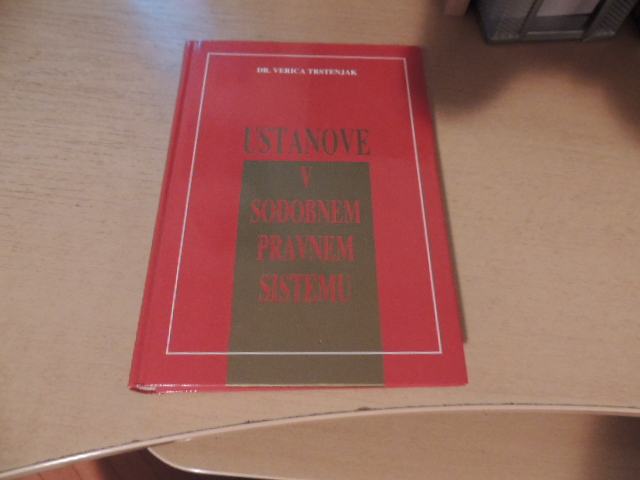 DR. VERICA TRSTENJAK
USTANOVE
V
SODOBNEM
PRAVNEM
SISTEMU